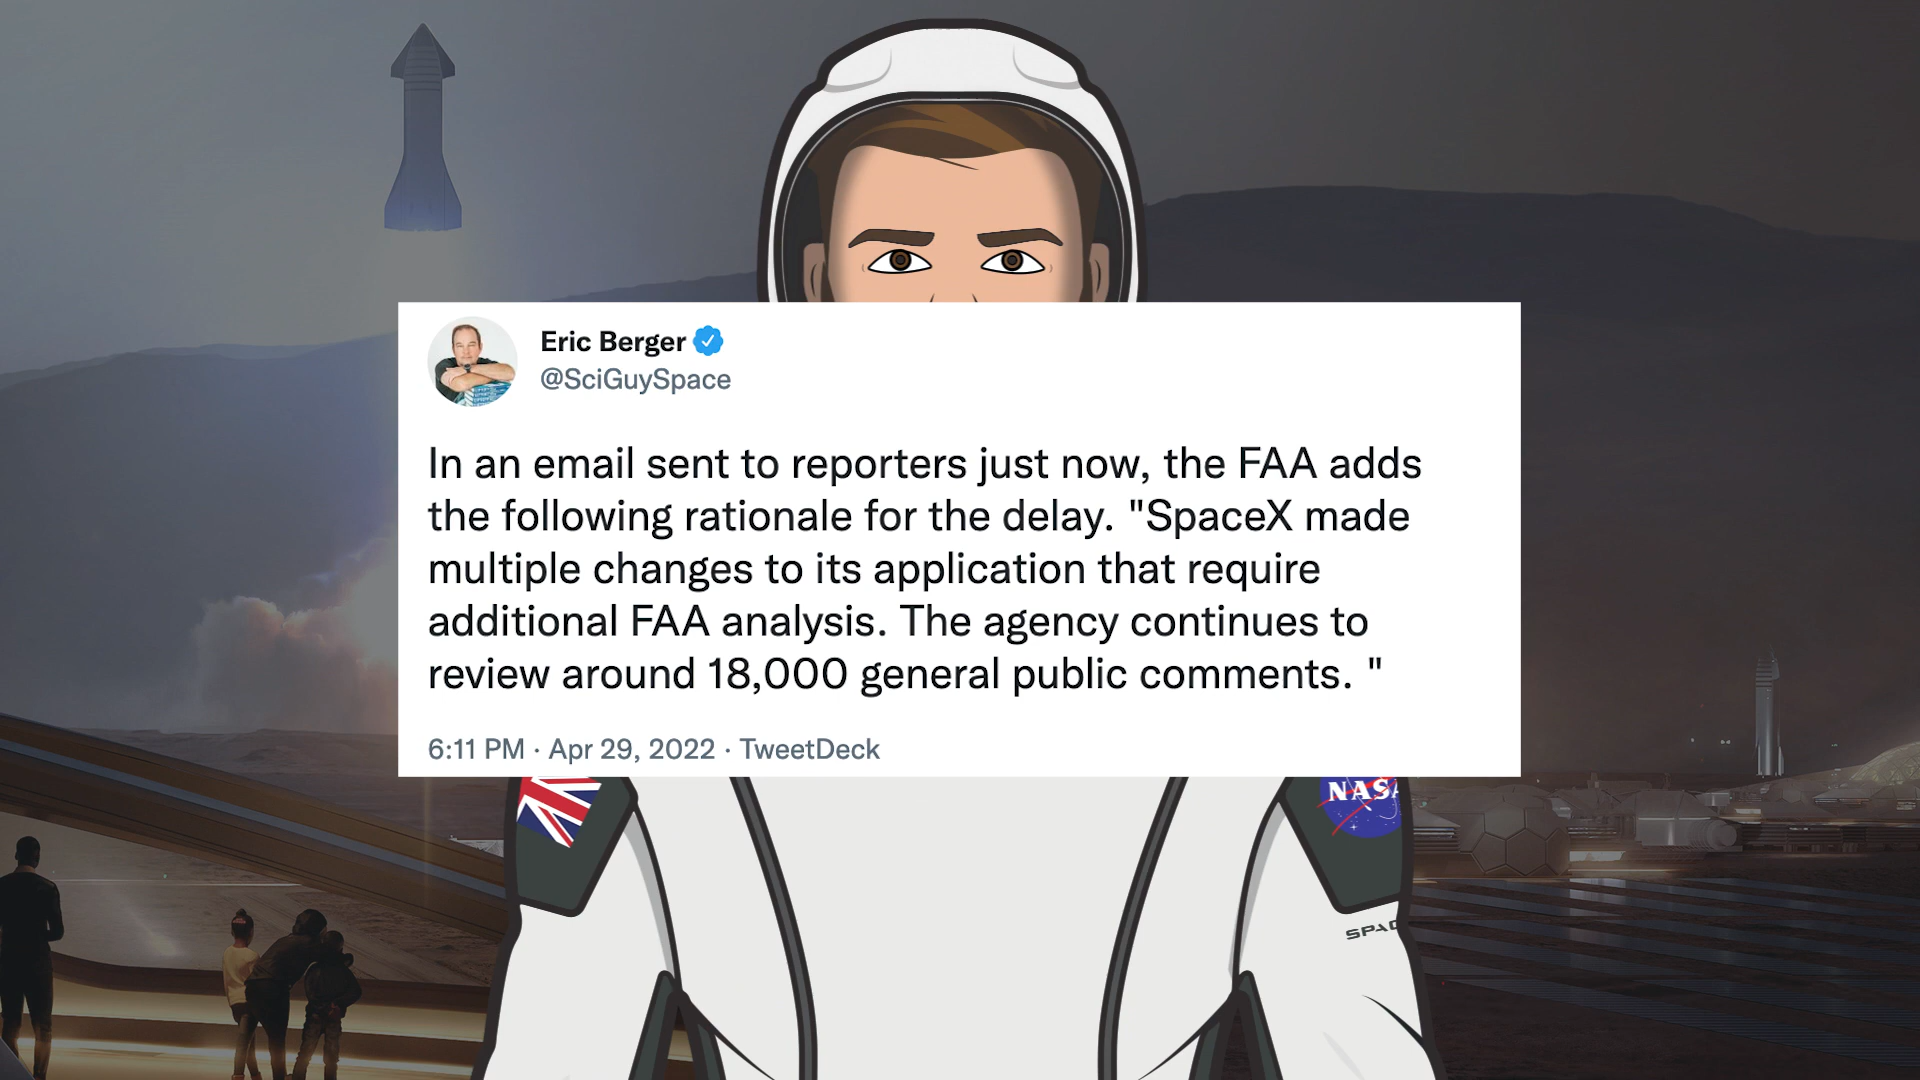 Eric Berger
@SciGuySpace
In an email sent to reporters just now, the FAA adds
the following rationale for the delay. "SpaceX made
multiple changes to its application that require
additional FAA analysis. The agency continues to
review around 18,000 general public comments. "
6:11 PM · Apr 29, 2022 · TweetDeck
NASA
SPAC